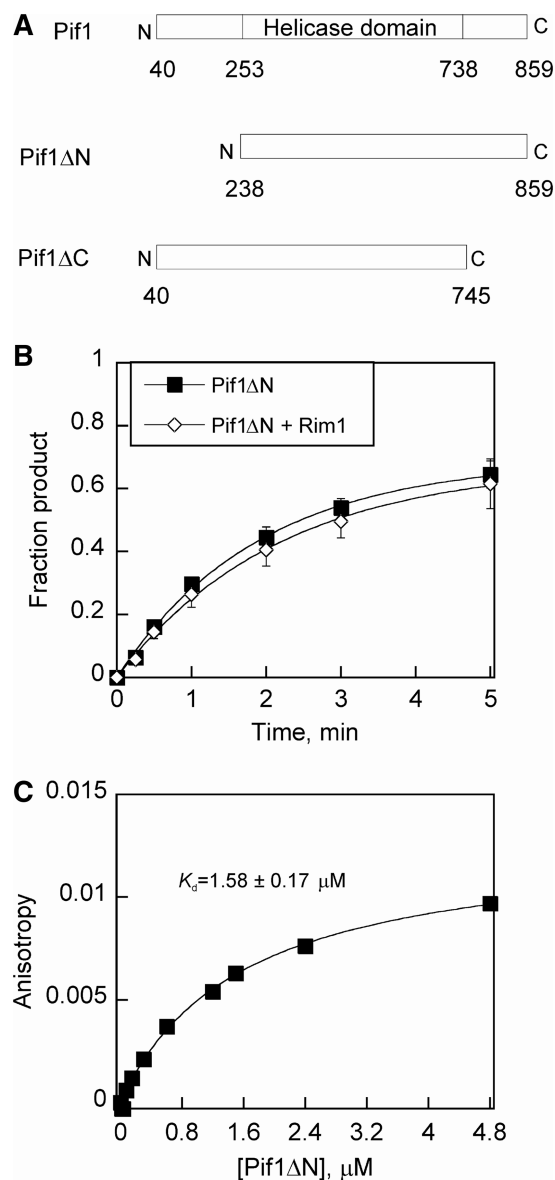 A
Pif1
N
Helicase domain
C
40 253 738 859
Pif1ΔN
N
C
238 859
Pif1ΔC
N
C
40 745
B
1
0.8
0.6
0.4
0.2
0
Fraction product
Pif1ΔN
Pif1ΔN + Rim1
0 1 2 3 4 5
Time, min
C
0.015
0.01
0.005
0
Anisotropy
Kd=1.58 ± 0.17 μM
0 0.8 1.6 2.4 3.2 4 4.8
[Pif1ΔN], μM